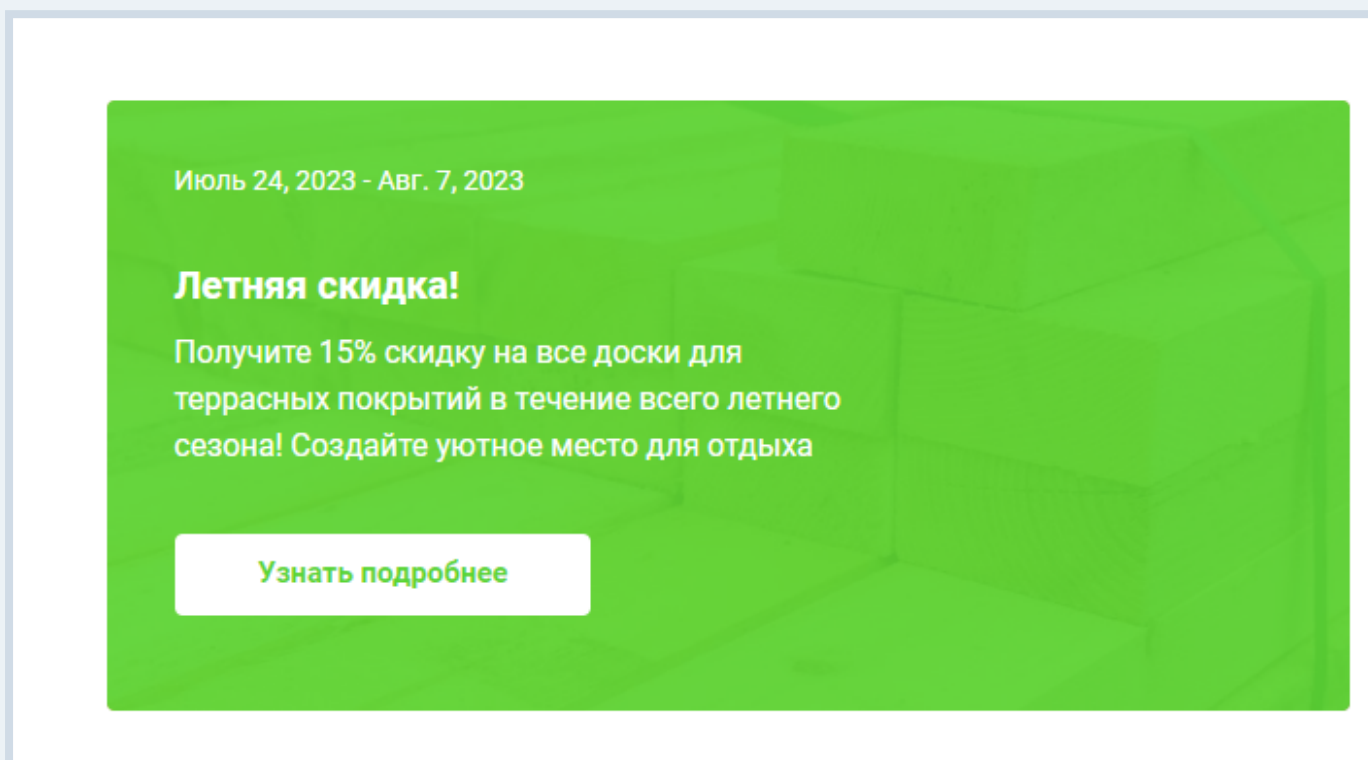 Июль 24, 2023 - Авг. 7, 2023
Летняя скидка!
Получите 15% скидку на все доски для
террасных покрытий в течение всего летнего
сезона! Создайте уютное место для отдыха
Узнать подробнее